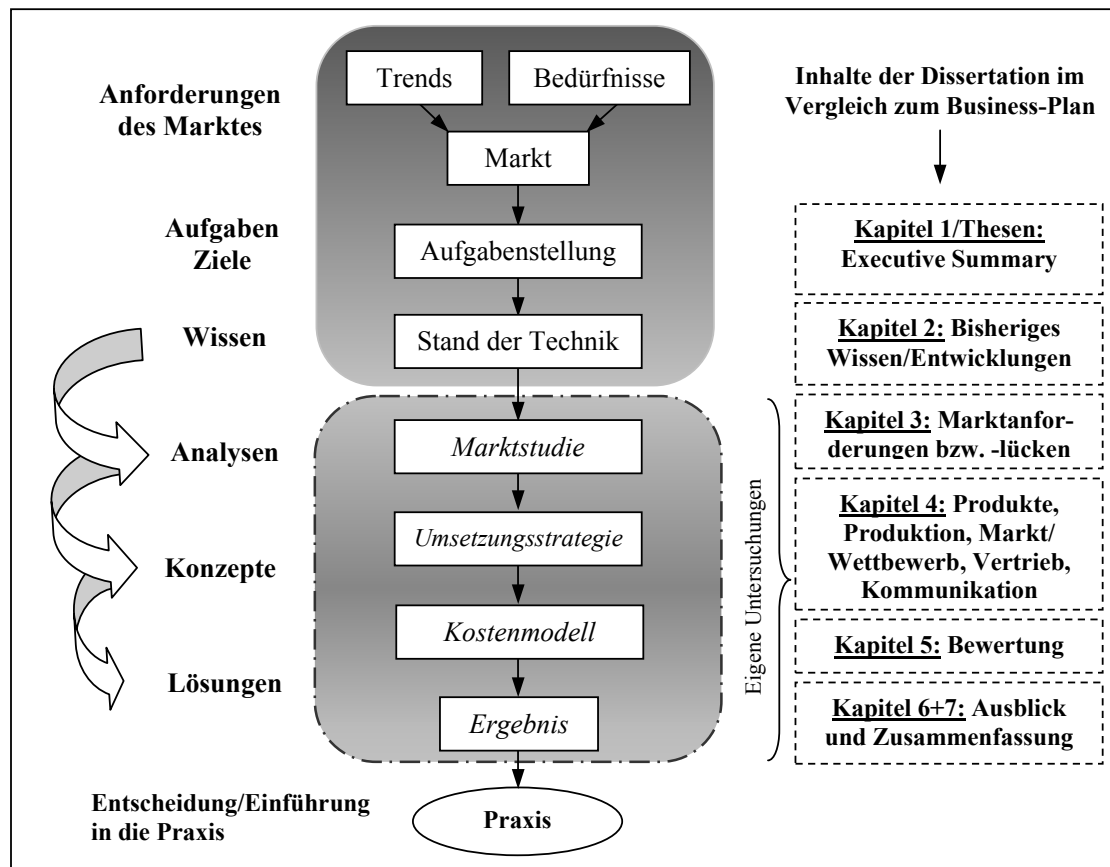 Anforderungen
des Marktes
Aufgaben
Ziele
Wissen
Analysen
Konzepte
Lösungen
Entscheidung/Einführung
in die Praxis
Trends
Bedürfnisse
Markt
Aufgabenstellung
Stand der Technik
Marktstudie
Umsetzungsstrategie
Kostenmodell
Ergebnis
Praxis
Eigene Untersuchungen
Inhalte der Dissertation im
Vergleich zum Business-Plan
Kapitel 1/Thesen:
Executive Summary
Kapitel 2: Bisheriges
Wissen/Entwicklungen
Kapitel 3: Marktanfor-
derungen bzw. -lücken
Kapitel 4: Produkte,
Produktion, Markt/
Wettbewerb, Vertrieb,
Kommunikation
Kapitel 5: Bewertung
Kapitel 6+7: Ausblick
und Zusammenfassung